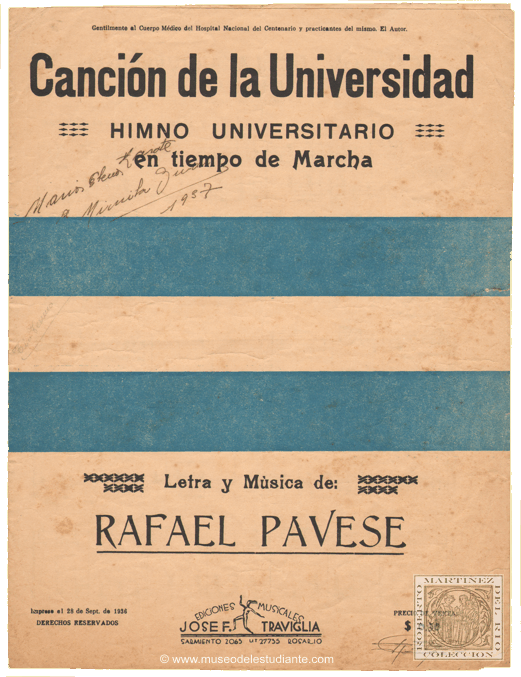 Gentilmente al Cuerpo Médico del Hospital Nacional del Centenario y practicantes del mismo. El Autor.
Canción de la Universidad
HIMNO UNIVERSITARIO
en tiempo de Marcha
1937
Letra y Mùsica de:
RAFAEL PAVESE
Impreso el 28 de Sept. de 1936
DERECHOS RESERVADOS
EDICIONES MUSICALES
JOSE F. TRAVIGLIA
SARMIENTO 2065 U.T. 27755 ROSARIO
$
ROBERTO MARTINEZ DEL RIO
COLECCION
© www.museodelestudiante.com